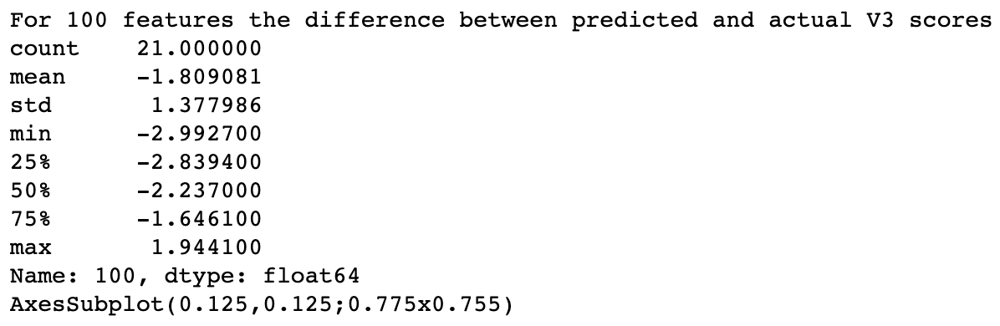 For 100 features the difference between predicted and actual V3 scores
count    21.000000
mean     -1.809081
std       1.377986
min      -2.992700
25%      -2.839400
50%      -2.237000
75%      -1.646100
max       1.944100
Name: 100, dtype: float64
AxesSubplot(0.125,0.125;0.775x0.755)